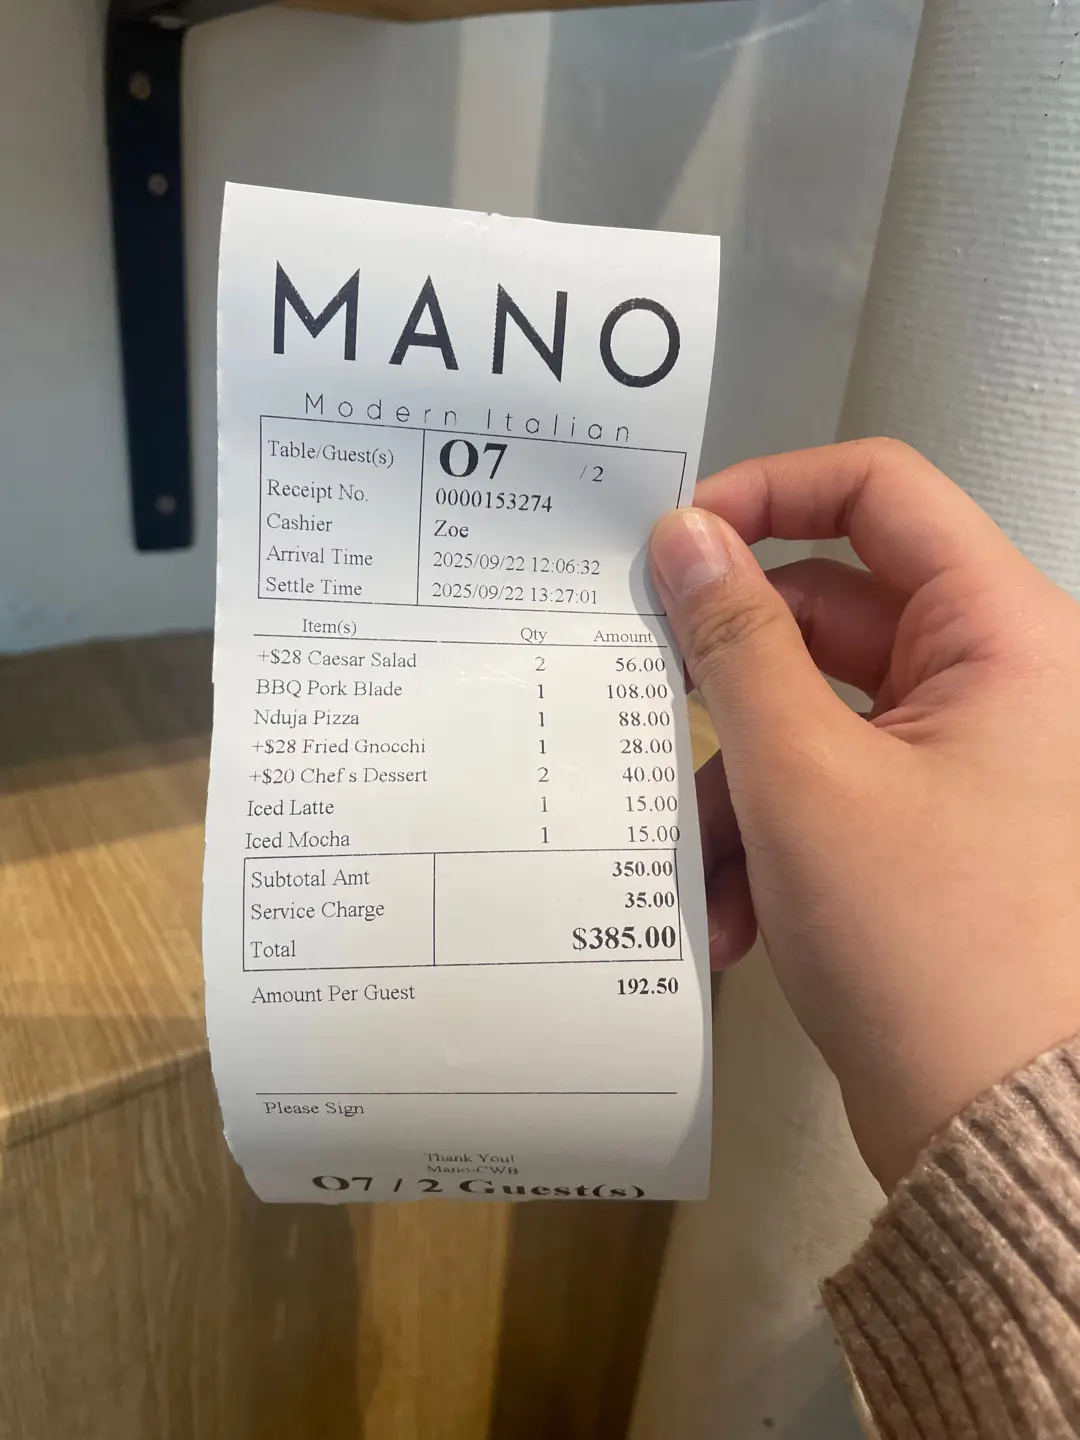 MANO
Modern Italian
Table/Guest(s) O7 / 2
Receipt No. 0000153274
Cashier Zoe
Arrival Time 2025/09/22 12:06:32
Settle Time 2025/09/22 13:27:01
Item(s) Qty Amount
+$28 Caesar Salad 2 56.00
BBQ Pork Blade 1 108.00
Nduja Pizza 1 88.00
+$28 Fried Gnocchi 1 28.00
+$20 Chef s Dessert 2 40.00
Iced Latte 1 15.00
Iced Mocha 1 15.00
Subtotal Amt 350.00
Service Charge 35.00
Total $385.00
Amount Per Guest 192.50
Please Sign
Thank You!
Mano-CWB
O7 / 2 Guest(s)